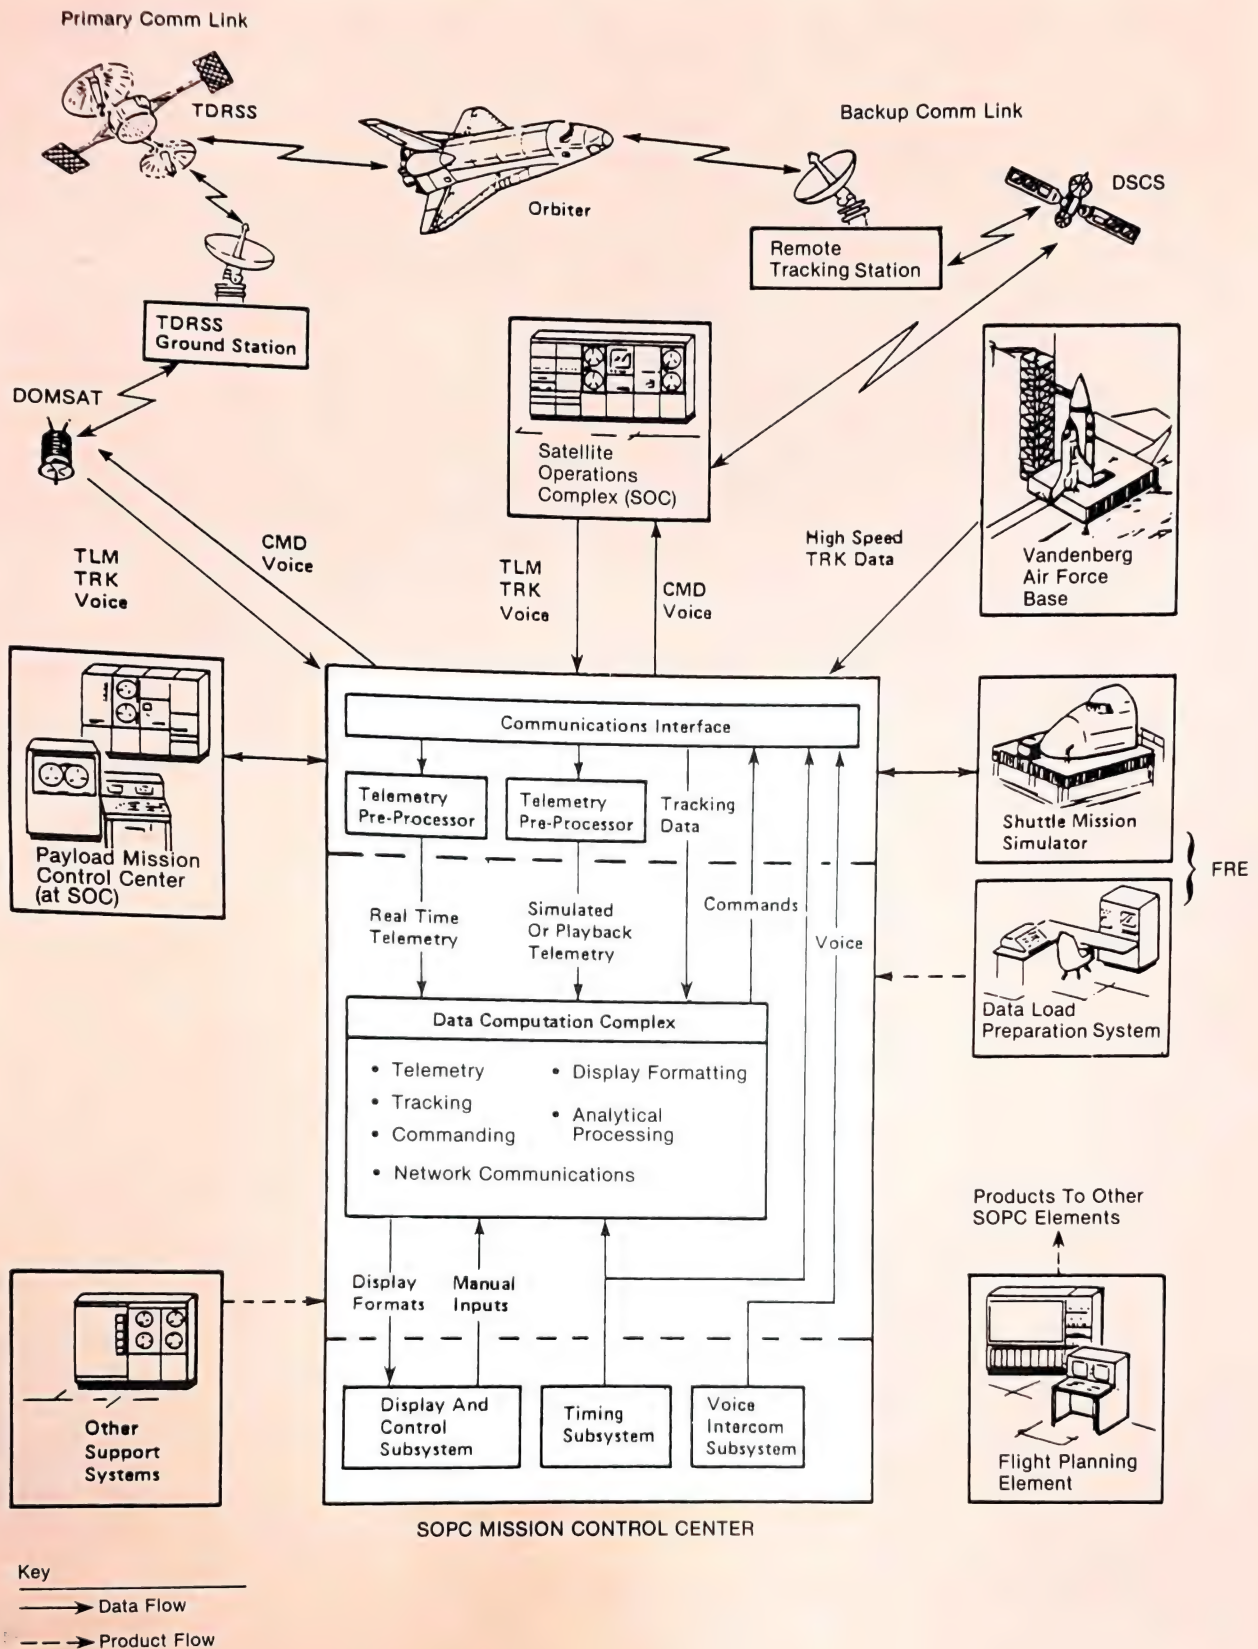 Primary Comm Link
TDRSS
Orbiter
Backup Comm Link
DSCS
Remote
Tracking Station
TDRSS
Ground Station
DOMSAT
Satellite
Operations
Complex (SOC)
Vandenberg
Air Force
Base
TLM
TRK
Voice
CMD
Voice
TLM
TRK
Voice
CMD
Voice
High Speed
TRK Data
Payload Mission
Control Center
(at SOC)
Communications Interface
Telemetry
Pre-Processor
Telemetry
Pre-Processor
Tracking
Data
Shuttle Mission
Simulator
FRE
Real Time
Telemetry
Simulated
Or Playback
Telemetry
Commands
Voice
Data Load
Preparation System
Data Computation Complex
• Telemetry
• Tracking
• Commanding
• Network Communications
• Display Formatting
• Analytical
Processing
Products To Other
SOPC Elements
Display
Formats
Manual
Inputs
Other
Support
Systems
Display And
Control
Subsystem
Timing
Subsystem
Voice
Intercom
Subsystem
Flight Planning
Element
SOPC MISSION CONTROL CENTER
Key
Data Flow
Product Flow